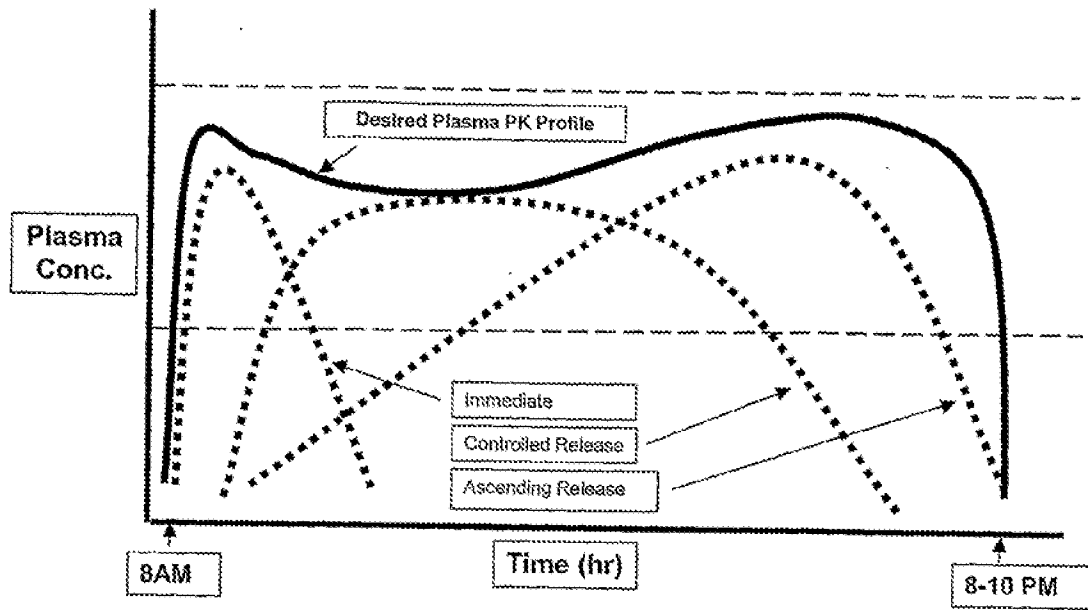 Desired Plasma PK Profile
Plasma
Conc.
Immediate
Controlled Release
Ascending Release
8AM
Time (hr)
8-10 PM